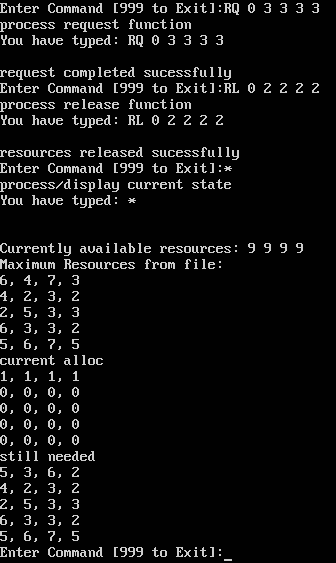 Enter Command [999 to Exit]:RQ 0 3 3 3 3
process request function
You have typed: RQ 0 3 3 3 3
request completed sucessfully
Enter Command [999 to Exit]:RL 0 2 2 2 2
process release function
You have typed: RL 0 2 2 2 2
resources released sucessfully
Enter Command [999 to Exit]:*
process/display current state
You have typed: *
Currently available resources: 9 9 9 9
Maximum Resources from file:
6, 4, 7, 3
4, 2, 3, 2
2, 5, 3, 3
6, 3, 3, 2
5, 6, 7, 5
current alloc
1, 1, 1, 1
0, 0, 0, 0
0, 0, 0, 0
0, 0, 0, 0
0, 0, 0, 0
still needed
5, 3, 6, 2
4, 2, 3, 2
2, 5, 3, 3
6, 3, 3, 2
5, 6, 7, 5
Enter Command [999 to Exit]:_